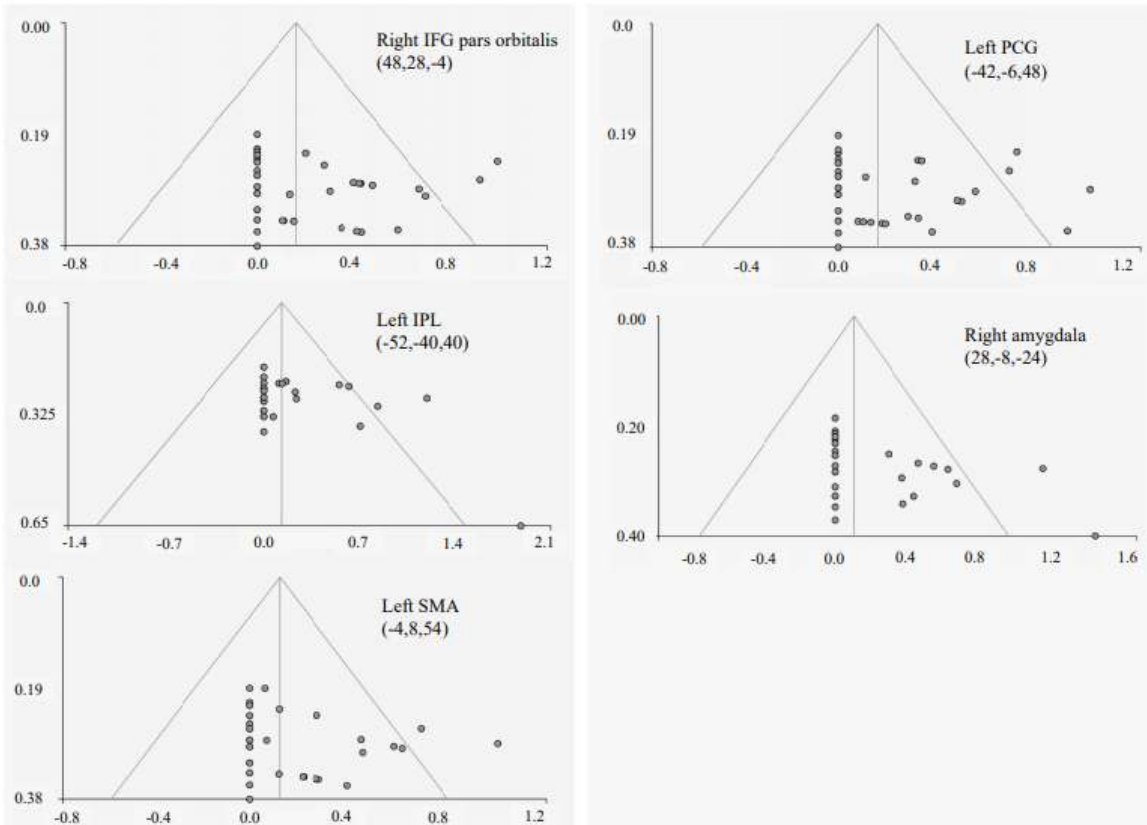 Right IFG pars orbitalis
(48,28,-4)
0.00
0.19
0.38
-0.8 -0.4 0.0 0.4 0.8 1.2
Left PCG
(-42,-6,48)
0.00
0.19
0.38
-0.8 -0.4 0.0 0.4 0.8 1.2
Left IPL
(-52,-40,40)
0.0
0.325
0.65
-1.4 -0.7 0.0 0.7 1.4 2.1
Right amygdala
(28,-8,-24)
0.00
0.20
0.40
-0.8 -0.4 0.0 0.4 0.8 1.2 1.6
Left SMA
(-4,8,54)
0.0
0.19
0.38
-0.8 -0.4 0.0 0.4 0.8 1.2